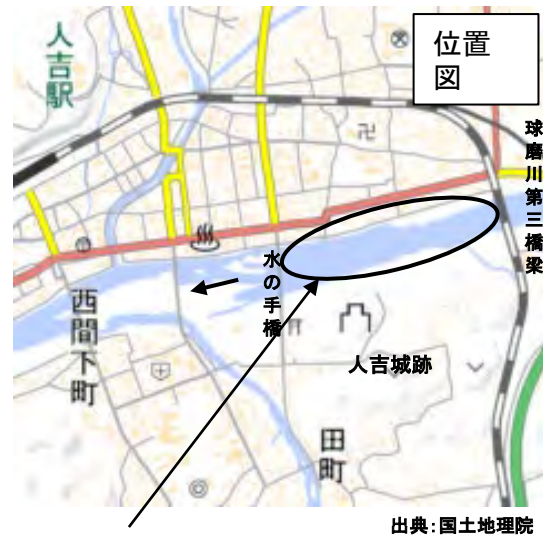 位置
図
人吉駅
球磨川第三橋梁
水の手橋
西間下町
人吉城跡
田町
出典：国土地理院